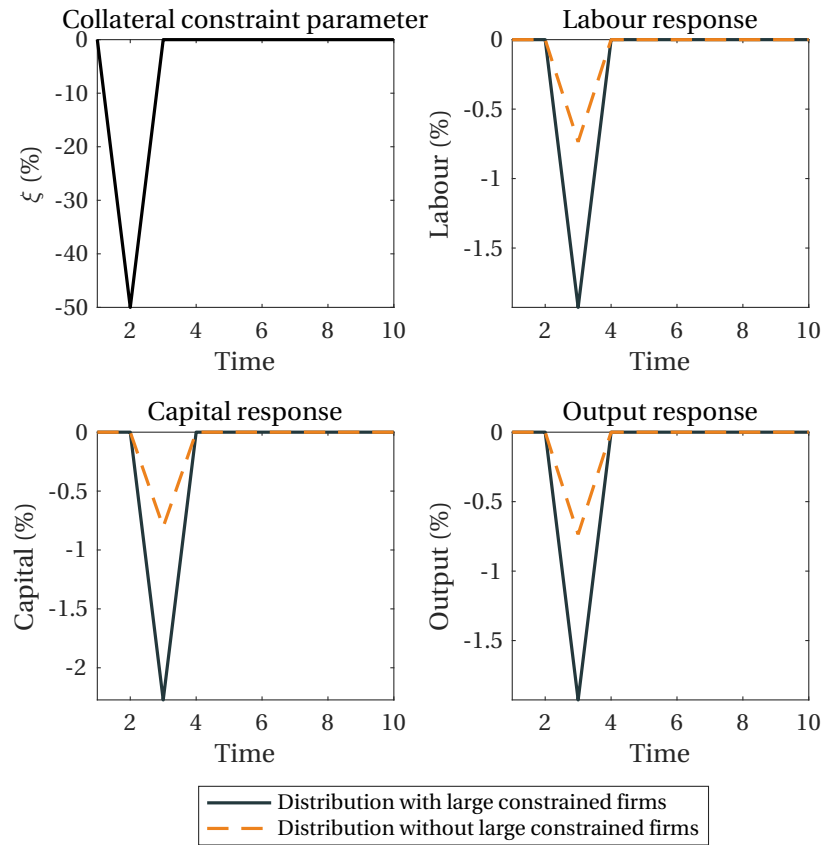 Collateral constraint parameter
0
-10
-20
-30
-40
-50
ξ (%)
2
4
6
8
10
Time
Labour response
0
-0.5
-1
-1.5
Labour (%)
2
4
6
8
10
Time
Capital response
0
-0.5
-1
-1.5
-2
Capital (%)
2
4
6
8
10
Time
Output response
0
-0.5
-1
-1.5
Output (%)
2
4
6
8
10
Time
Distribution with large constrained firms
Distribution without large constrained firms